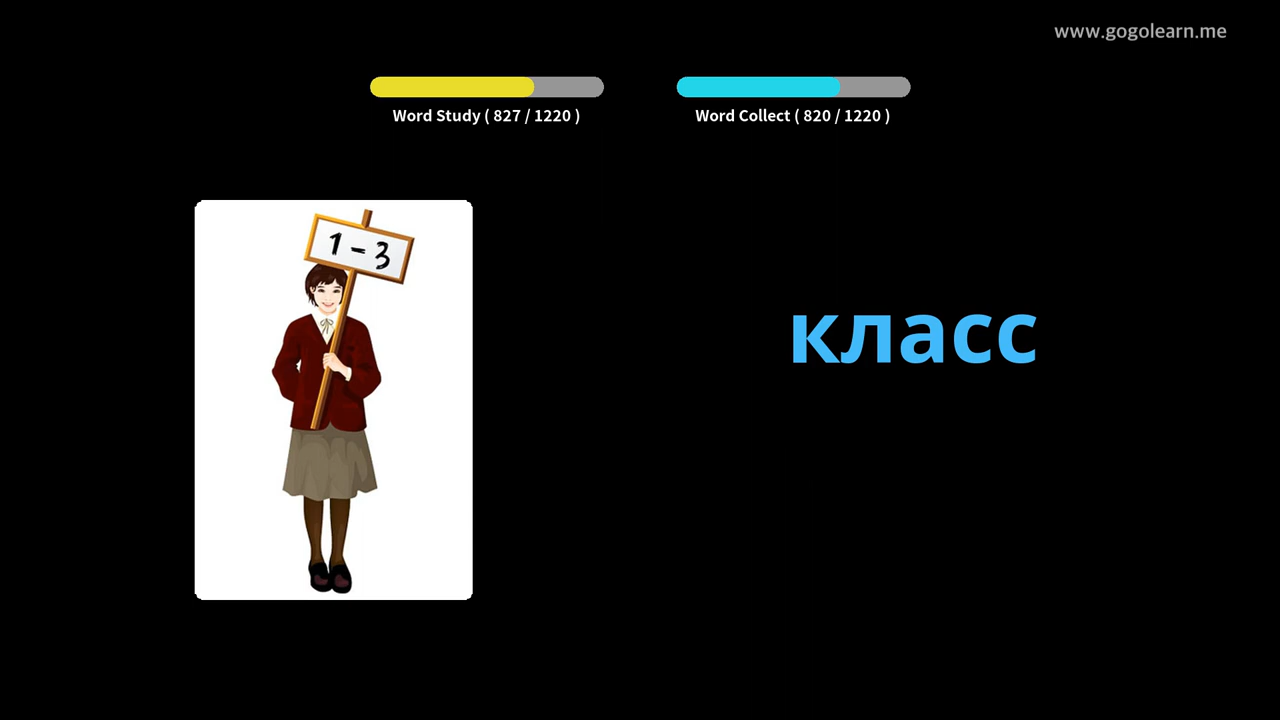 www.gogolearn.me
Word Study ( 827 / 1220 )
Word Collect ( 820 / 1220 )
1 - 3
класс